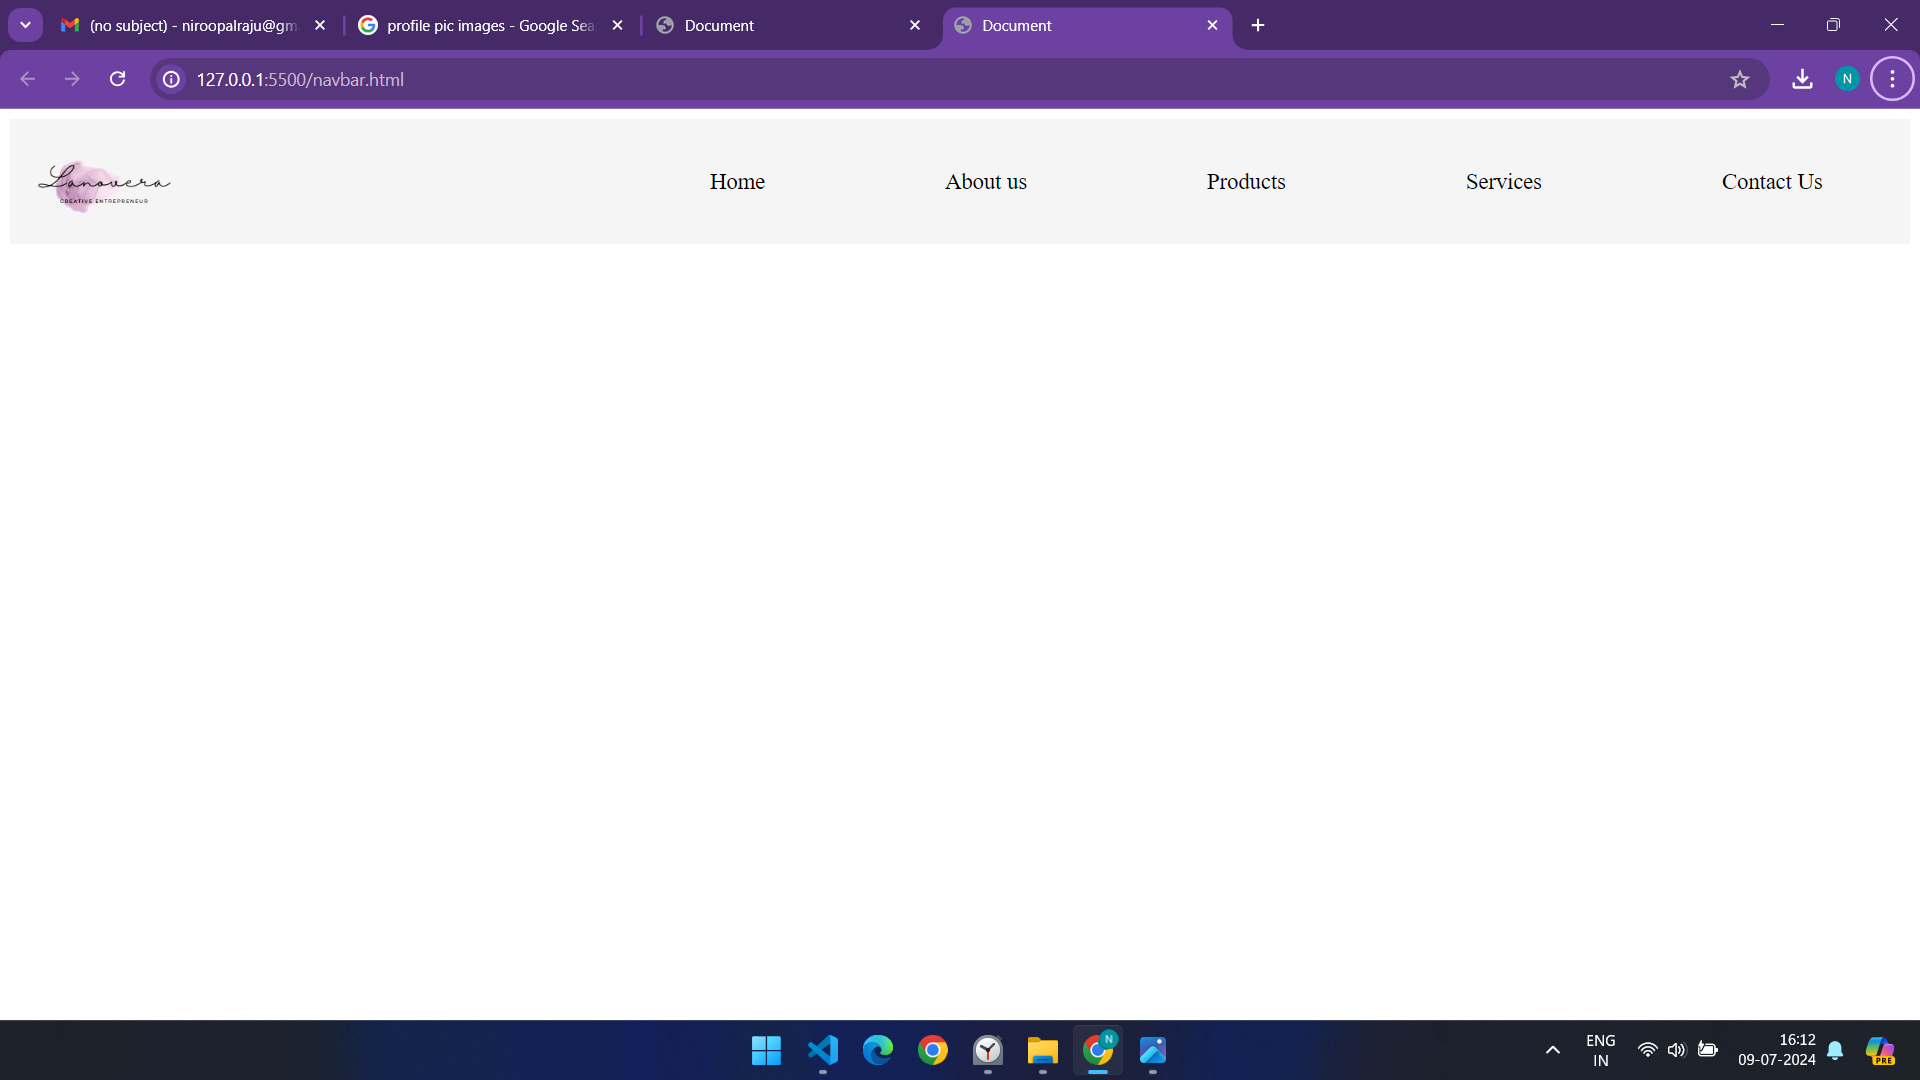 (no subject) - niroopalraju@gm
profile pic images - Google Sea
Document
Document
127.0.0.1:5500/navbar.html
N
Lanovera
CREATIVE ENTREPRENEUR
Home
About us
Products
Services
Contact Us
N
ENG
IN
16:12
09-07-2024
PRE